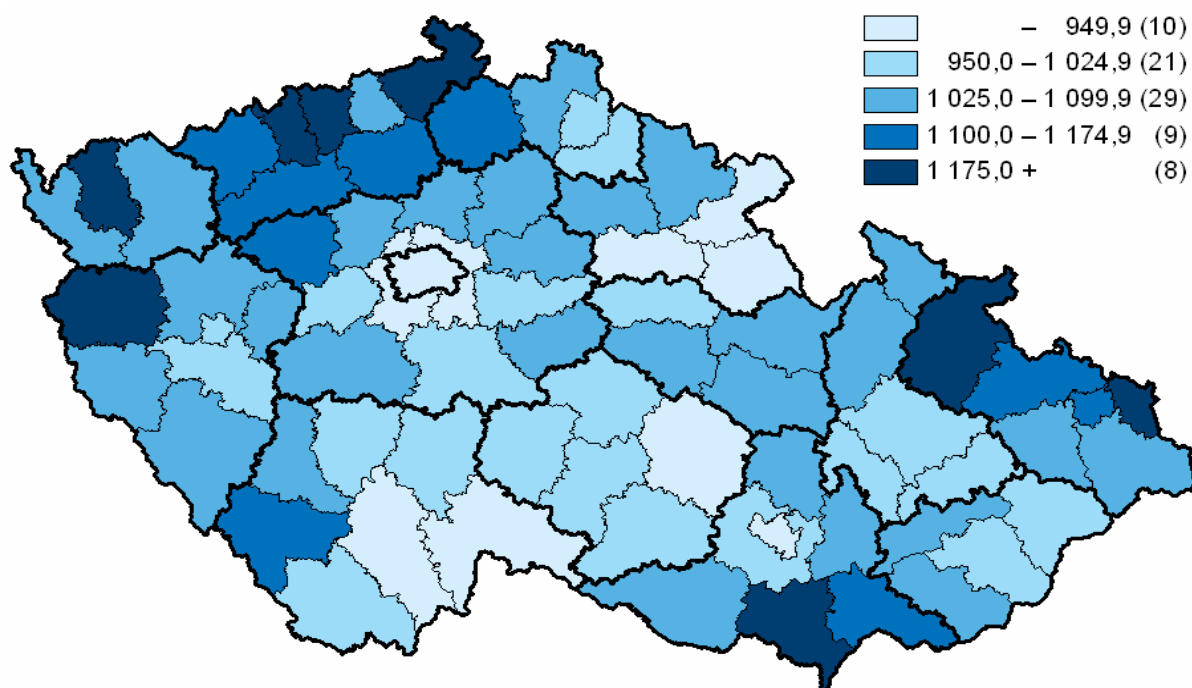 – 949,9 (10)
950,0 – 1 024,9 (21)
1 025,0 – 1 099,9 (29)
1 100,0 – 1 174,9 (9)
1 175,0 + (8)